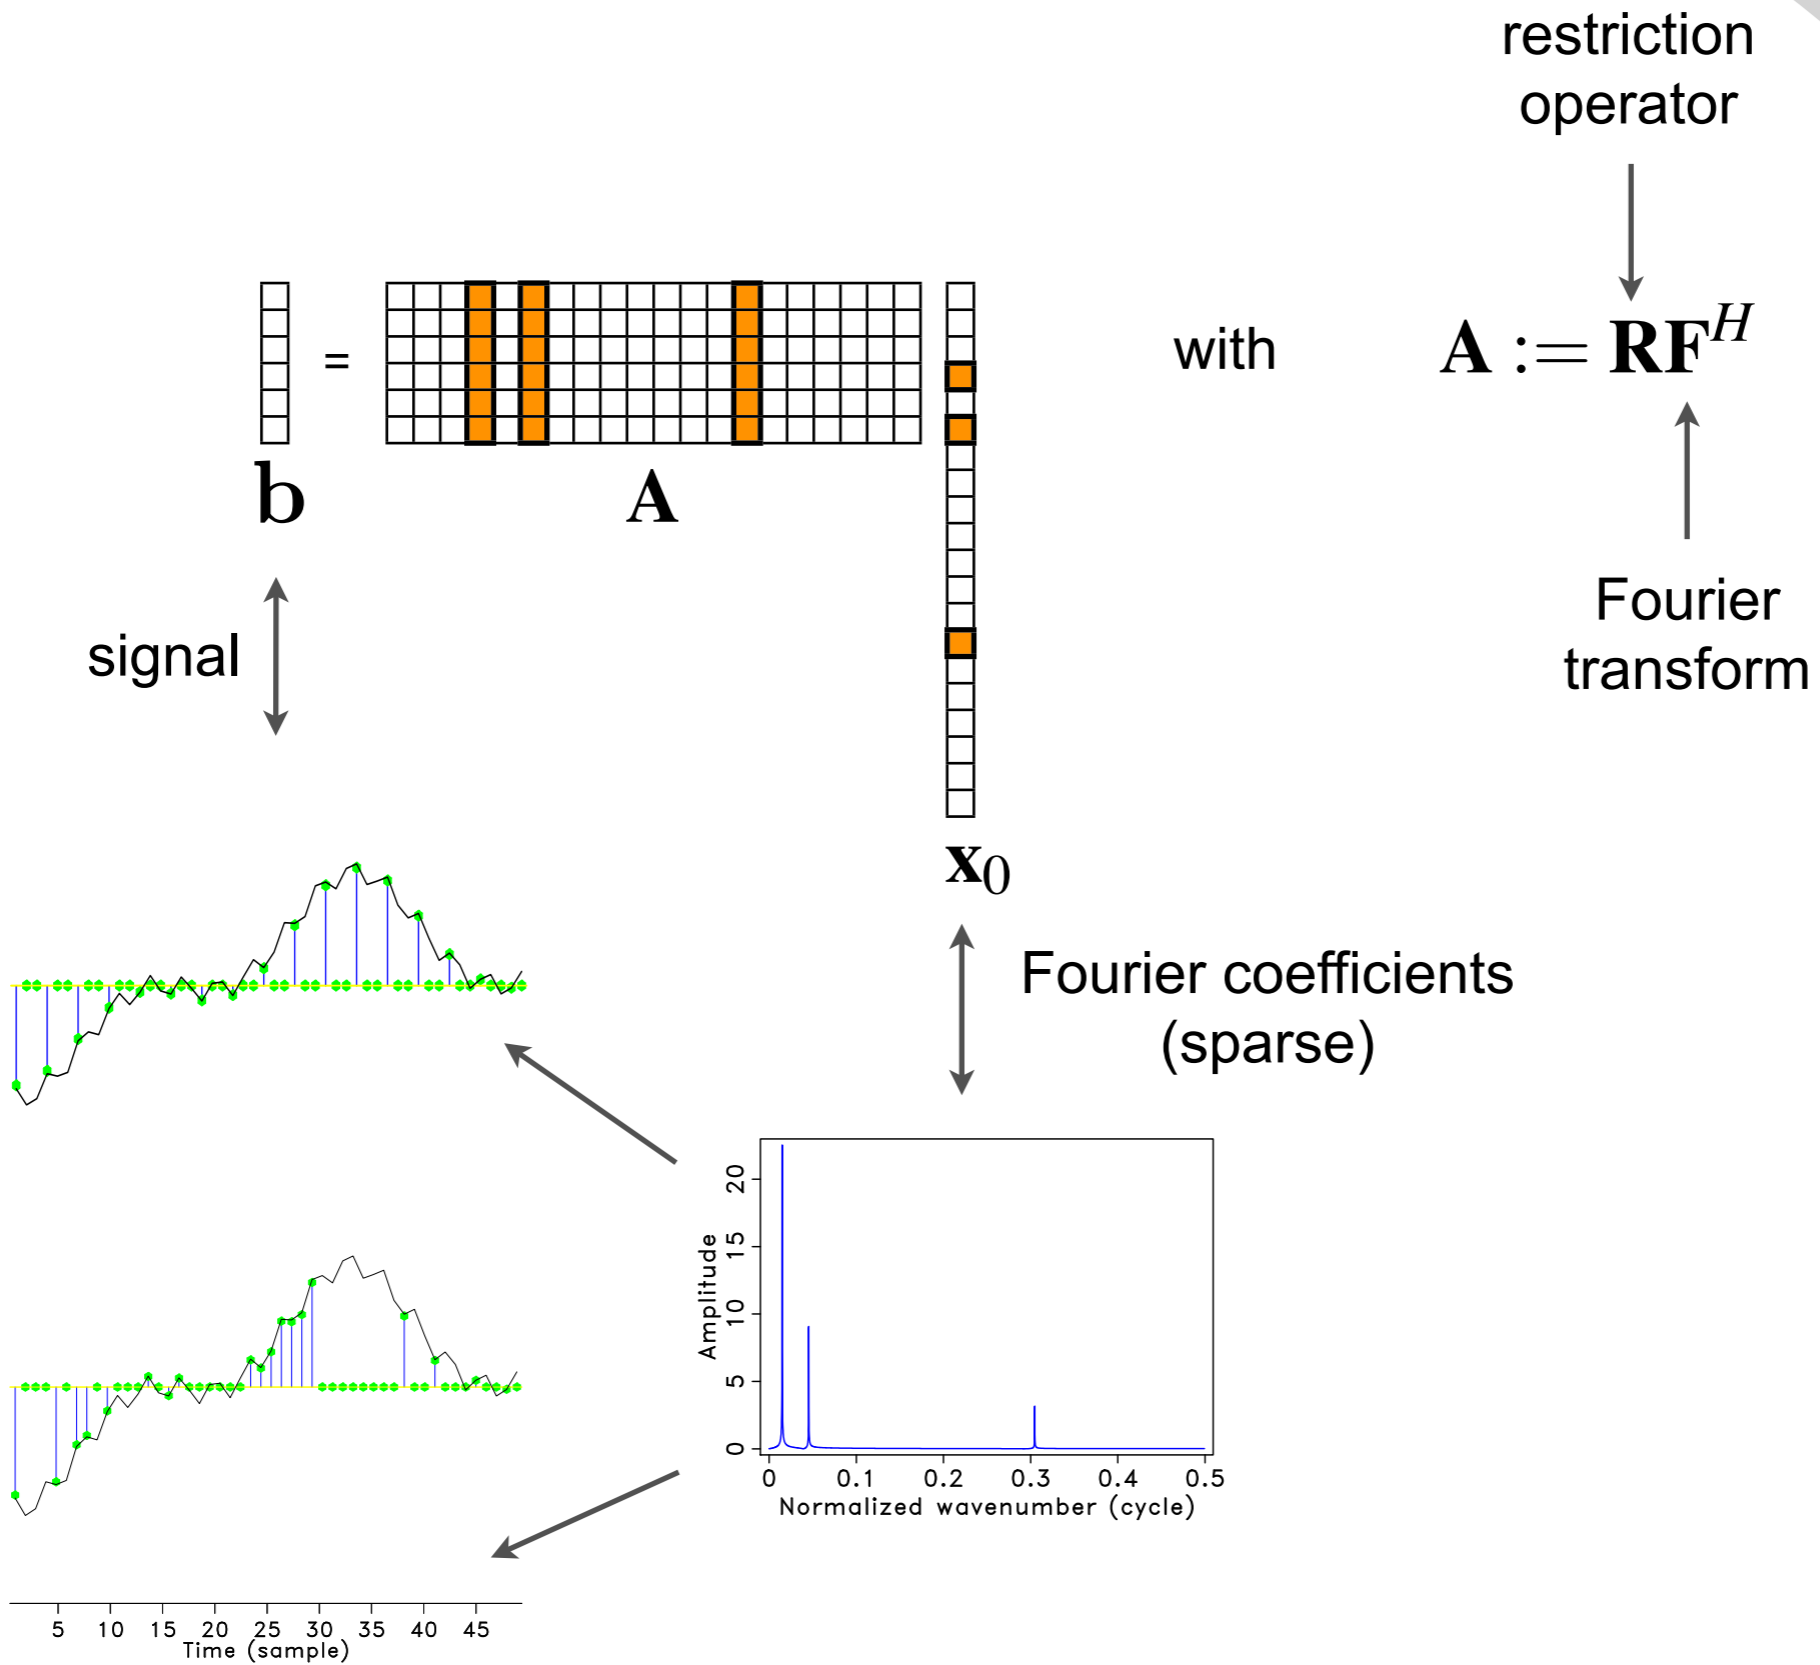 restriction
operator
=
with
A := RF^H
b
A
Fourier
transform
signal
x_0
Fourier coefficients
(sparse)
20
15
10
5
0
Amplitude
0 0.1 0.2 0.3 0.4 0.5
Normalized wavenumber (cycle)
5 10 15 20 25 30 35 40 45
Time (sample)